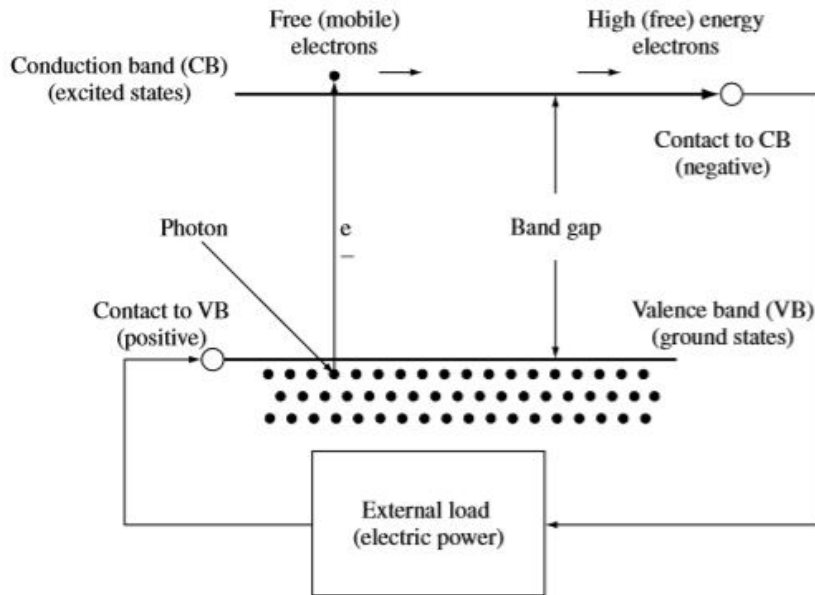 Free (mobile)
electrons
High (free) energy
electrons
Conduction band (CB)
(excited states)
Contact to CB
(negative)
Photon
e
–
Band gap
Contact to VB
(positive)
Valence band (VB)
(ground states)
External load
(electric power)